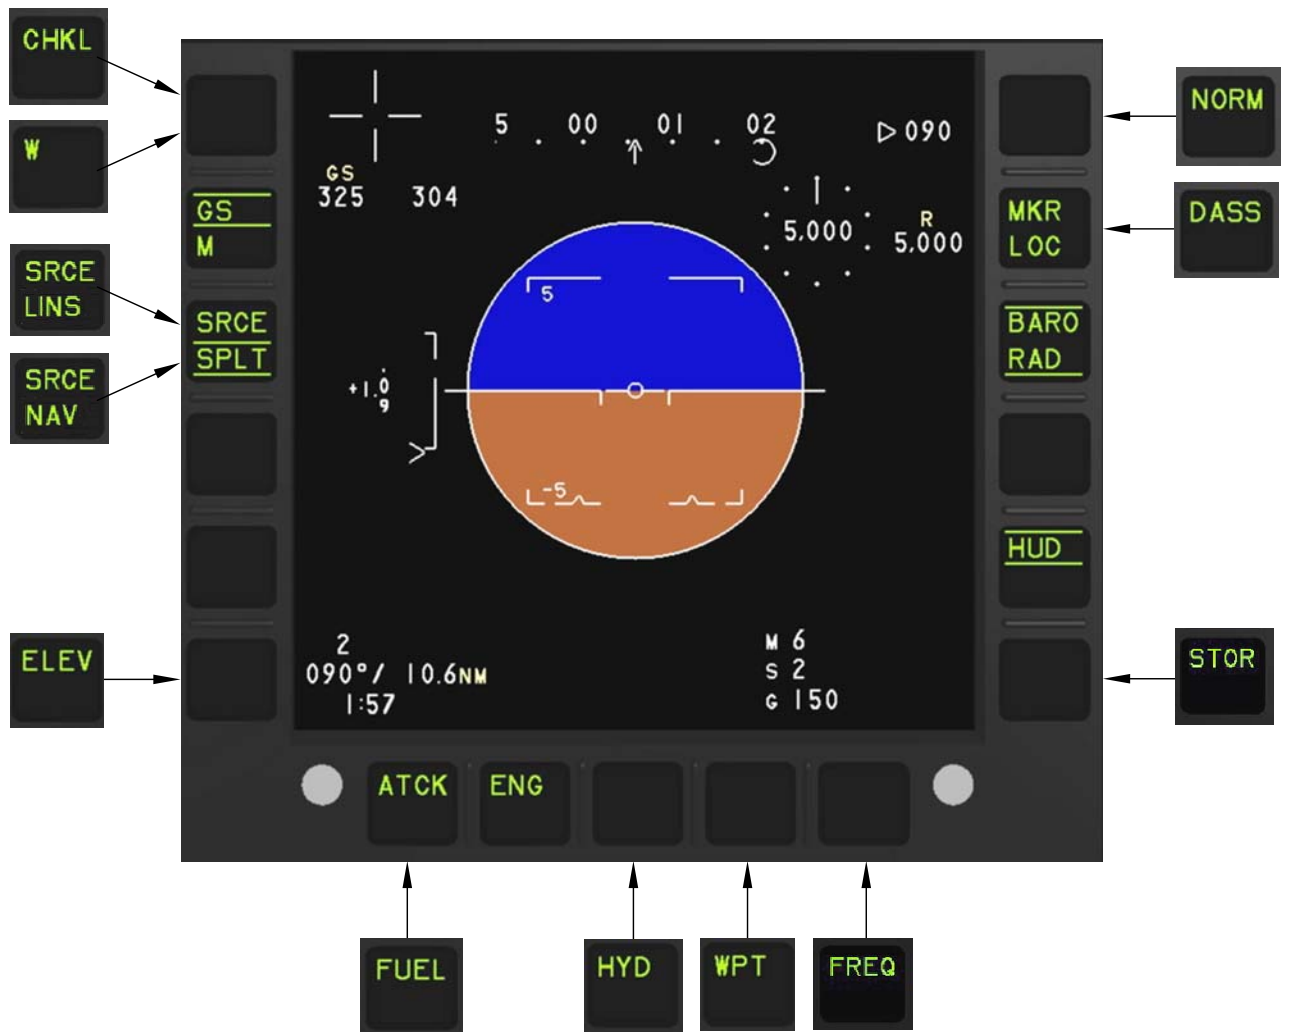 CHKL
W
SRCE
LINS
SRCE
NAV
ELEV
GS
M
SRCE
SPLT
5 00 01 02
090
GS
325 304
5,000
R
5,000
5
+1.0
9
-5
2
090°/ 10.6NM
1:57
M 6
S 2
G 150
MKR
LOC
BARO
RAD
HUD
NORM
DASS
STOR
ATCK
ENG
FUEL
HYD
WPT
FREQ